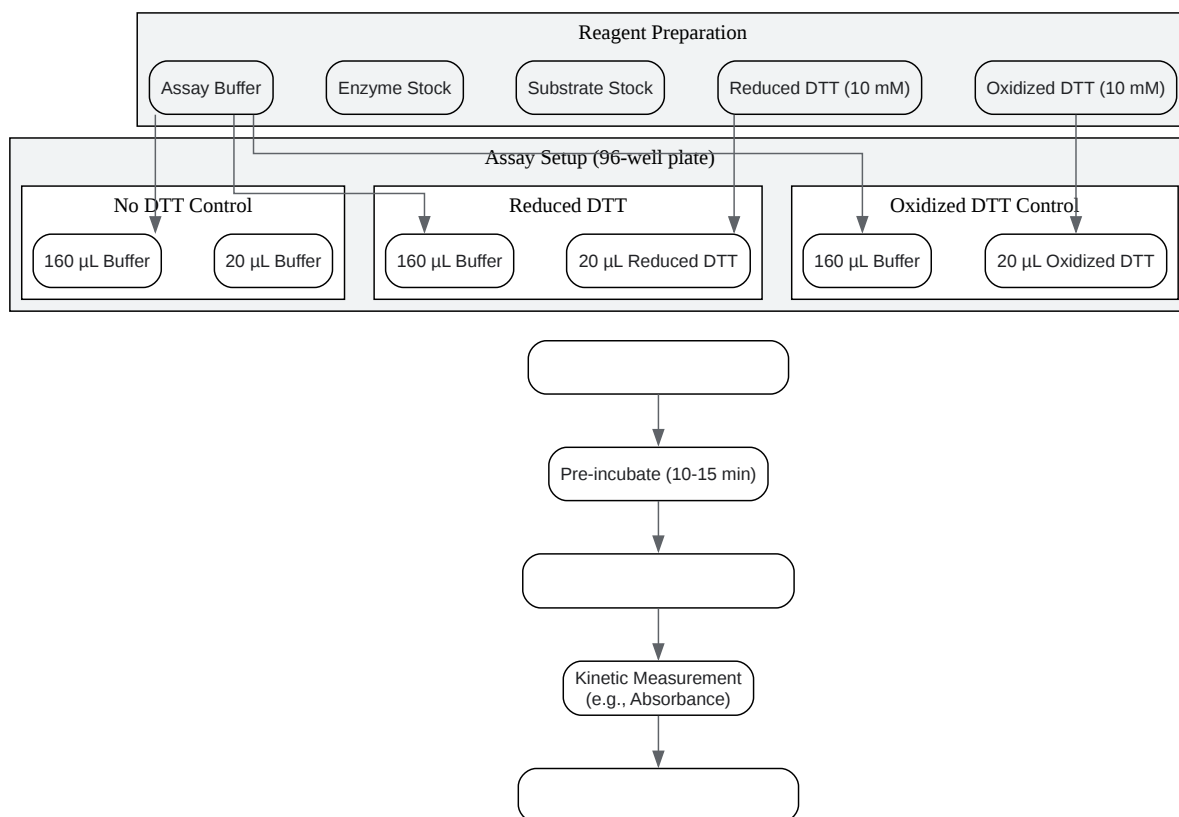 Reagent Preparation
Assay Buffer
Enzyme Stock
Substrate Stock
Reduced DTT (10 mM)
Oxidized DTT (10 mM)
Assay Setup (96-well plate)
No DTT Control
Reduced DTT
Oxidized DTT Control
160 µL Buffer
20 µL Buffer
160 µL Buffer
20 µL Reduced DTT
160 µL Buffer
20 µL Oxidized DTT
Pre-incubate (10-15 min)
Kinetic Measurement
(e.g., Absorbance)